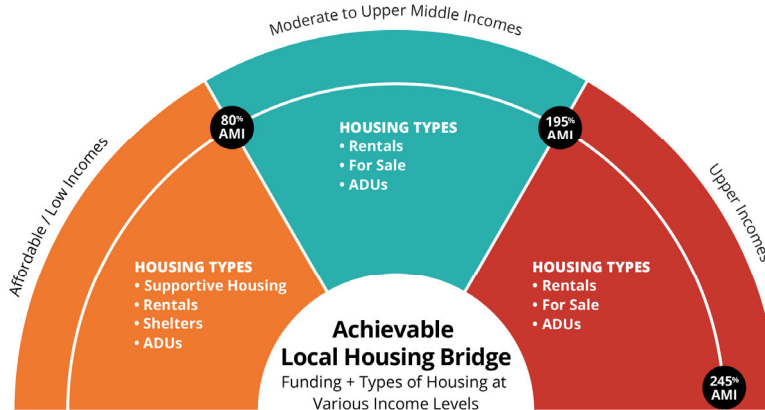 Moderate to Upper Middle Incomes
Affordable / Low Incomes
Upper Incomes
80%
AMI
195%
AMI
245%
AMI
HOUSING TYPES
• Rentals
• For Sale
• ADUs
HOUSING TYPES
• Supportive Housing
• Rentals
• Shelters
• ADUs
HOUSING TYPES
• Rentals
• For Sale
• ADUs
Achievable
Local Housing Bridge
Funding + Types of Housing at
Various Income Levels